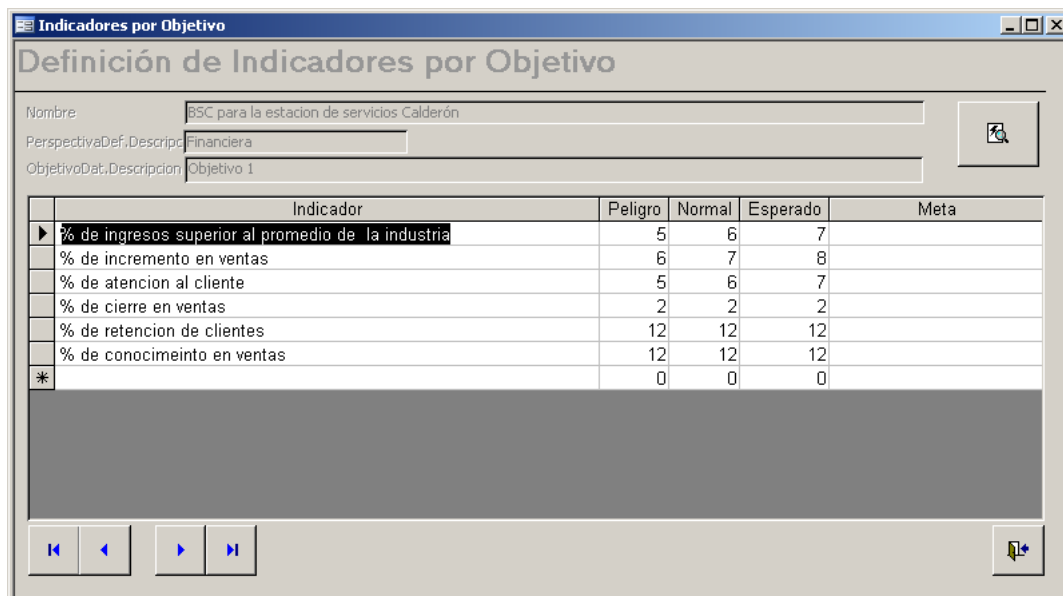 Indicadores por Objetivo
Definición de Indicadores por Objetivo
Nombre BSC para la estacion de servicios Calderón
PerspectivaDef.Descripc Financiera
ObjetivoDat.Descripcion Objetivo 1
Indicador Peligro Normal Esperado Meta
% de ingresos superior al promedio de la industria 5 6 7
% de incremento en ventas 6 7 8
% de atencion al cliente 5 6 7
% de cierre en ventas 2 2 2
% de retencion de clientes 12 12 12
% de conocimeinto en ventas 12 12 12
* 0 0 0